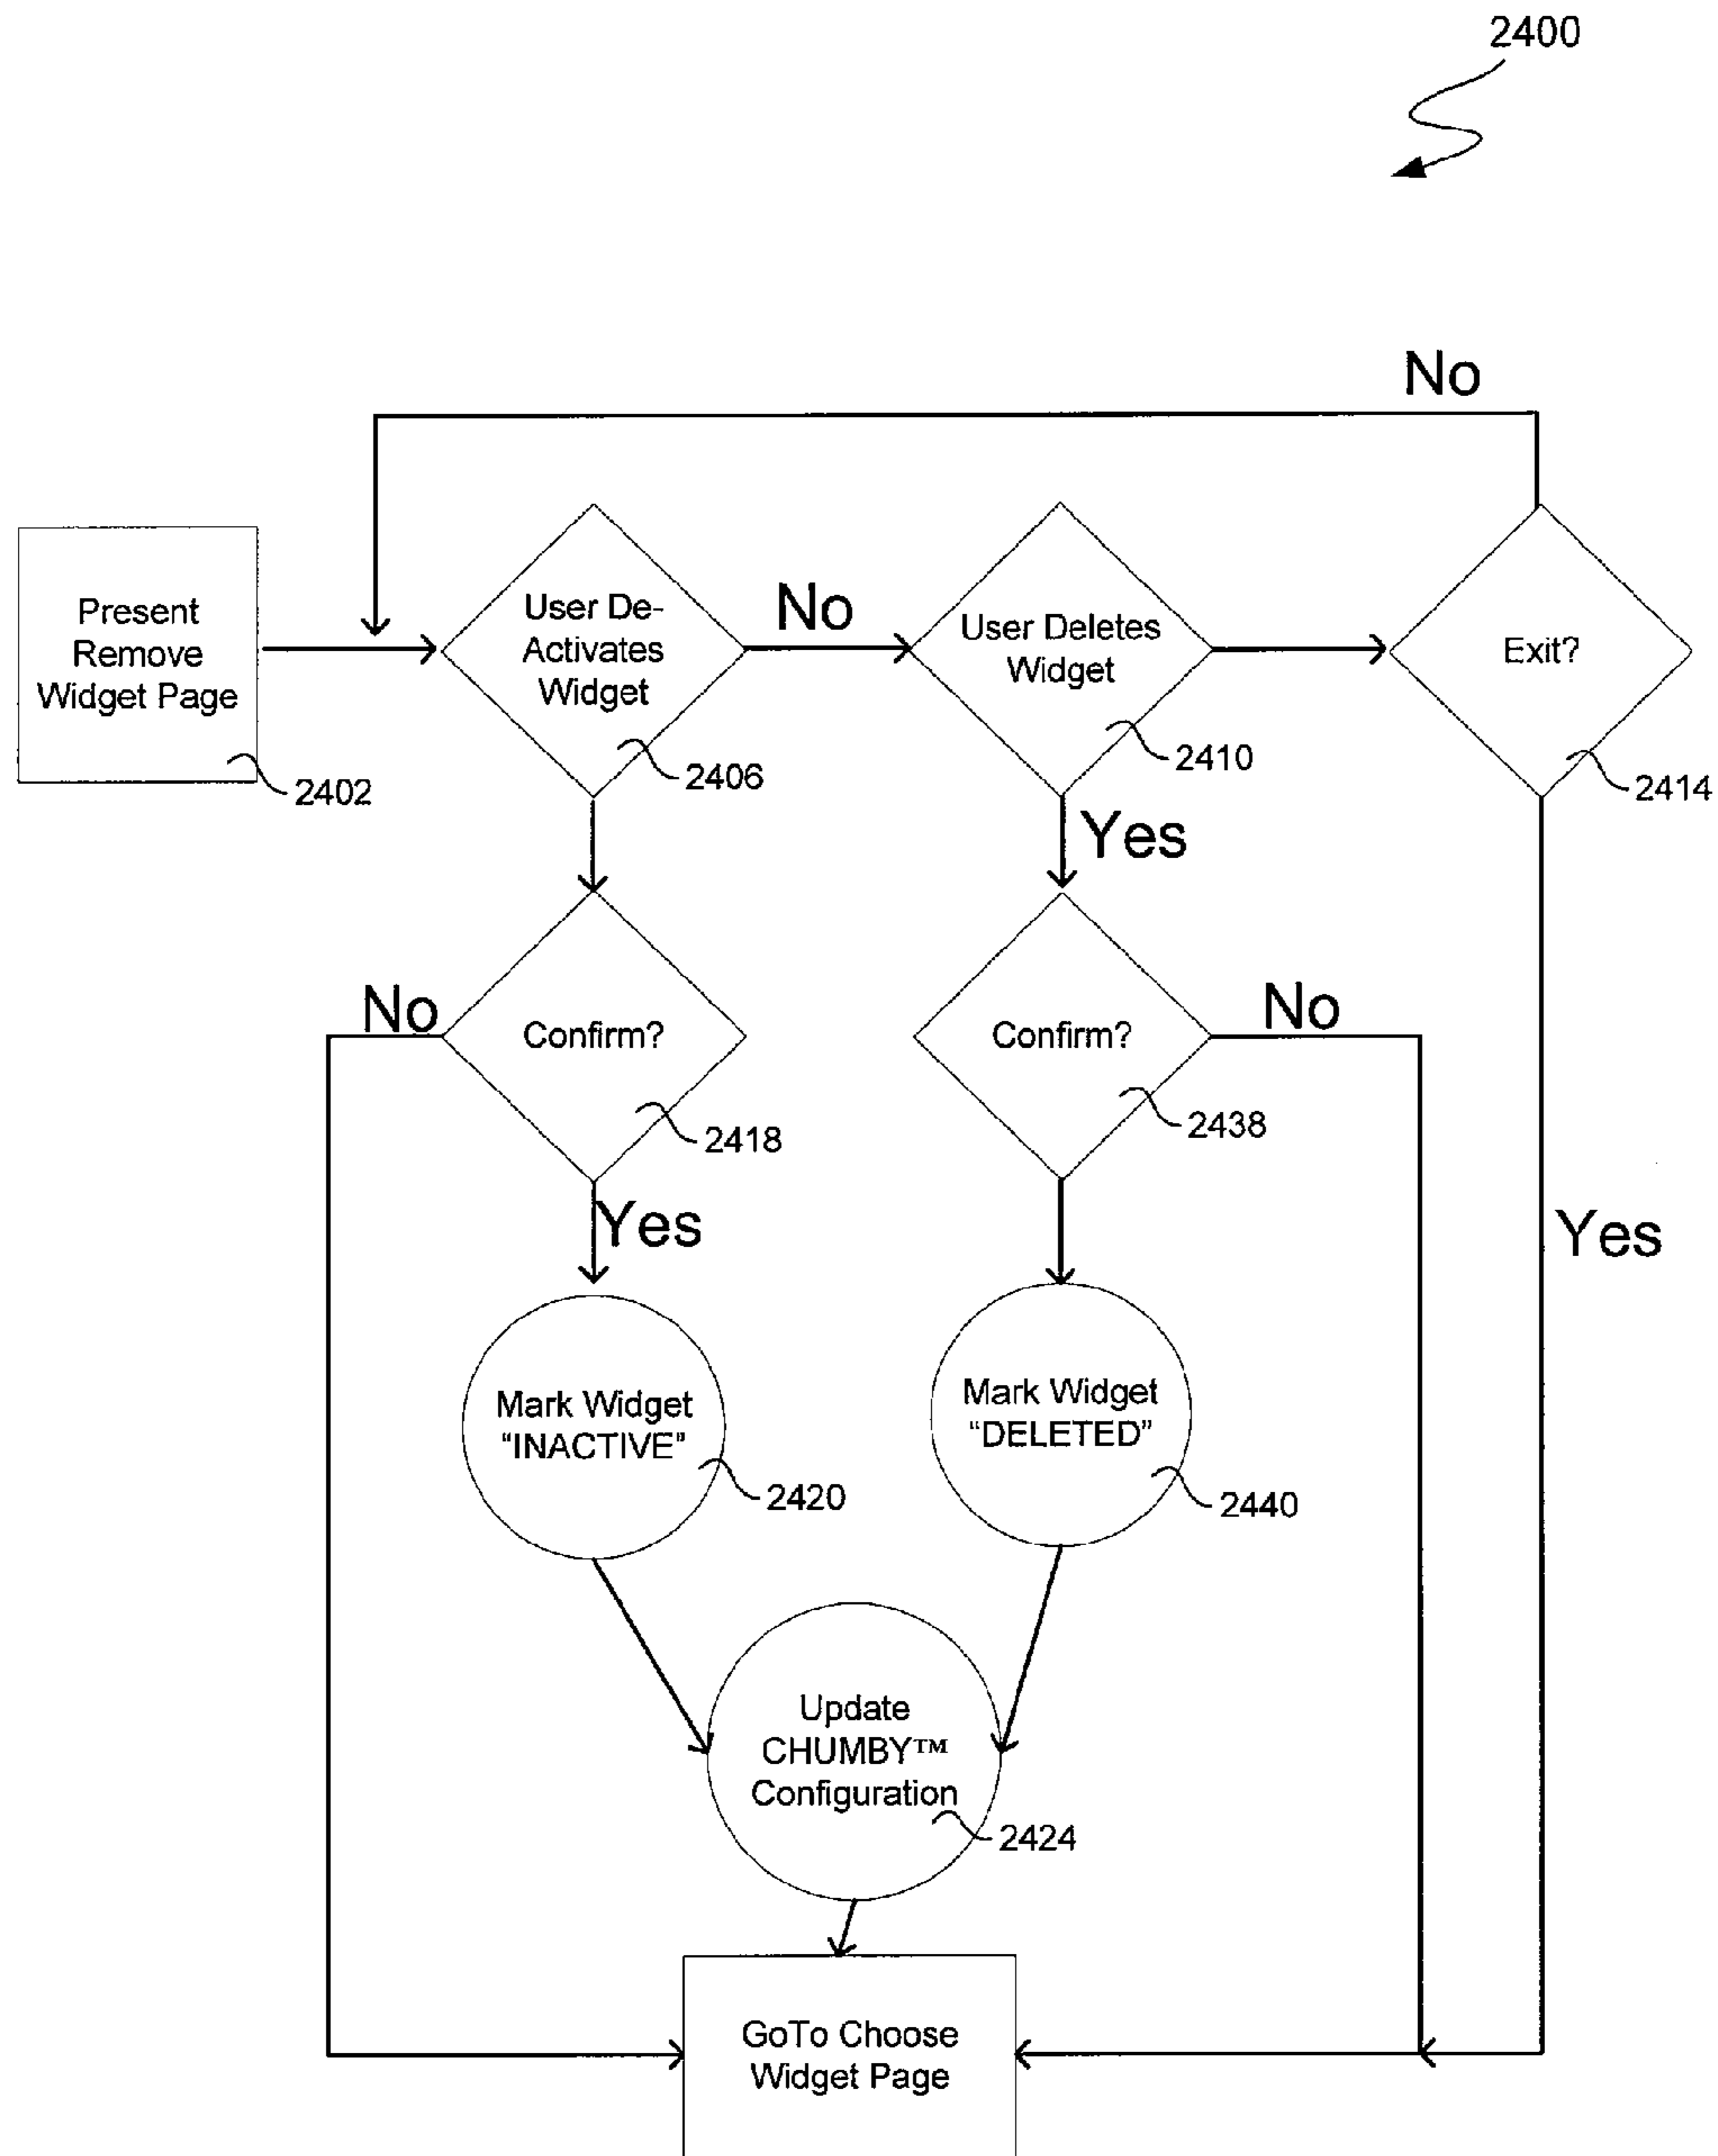 2400
No
Present
Remove
Widget Page
2402
User De-
Activates
Widget
2406
No
User Deletes
Widget
2410
Exit?
2414
Yes
No
Confirm?
2418
Confirm?
2438
No
Yes
Yes
Mark Widget
“INACTIVE”
2420
Mark Widget
“DELETED”
2440
Update
CHUMBY™
Configuration
2424
GoTo Choose
Widget Page